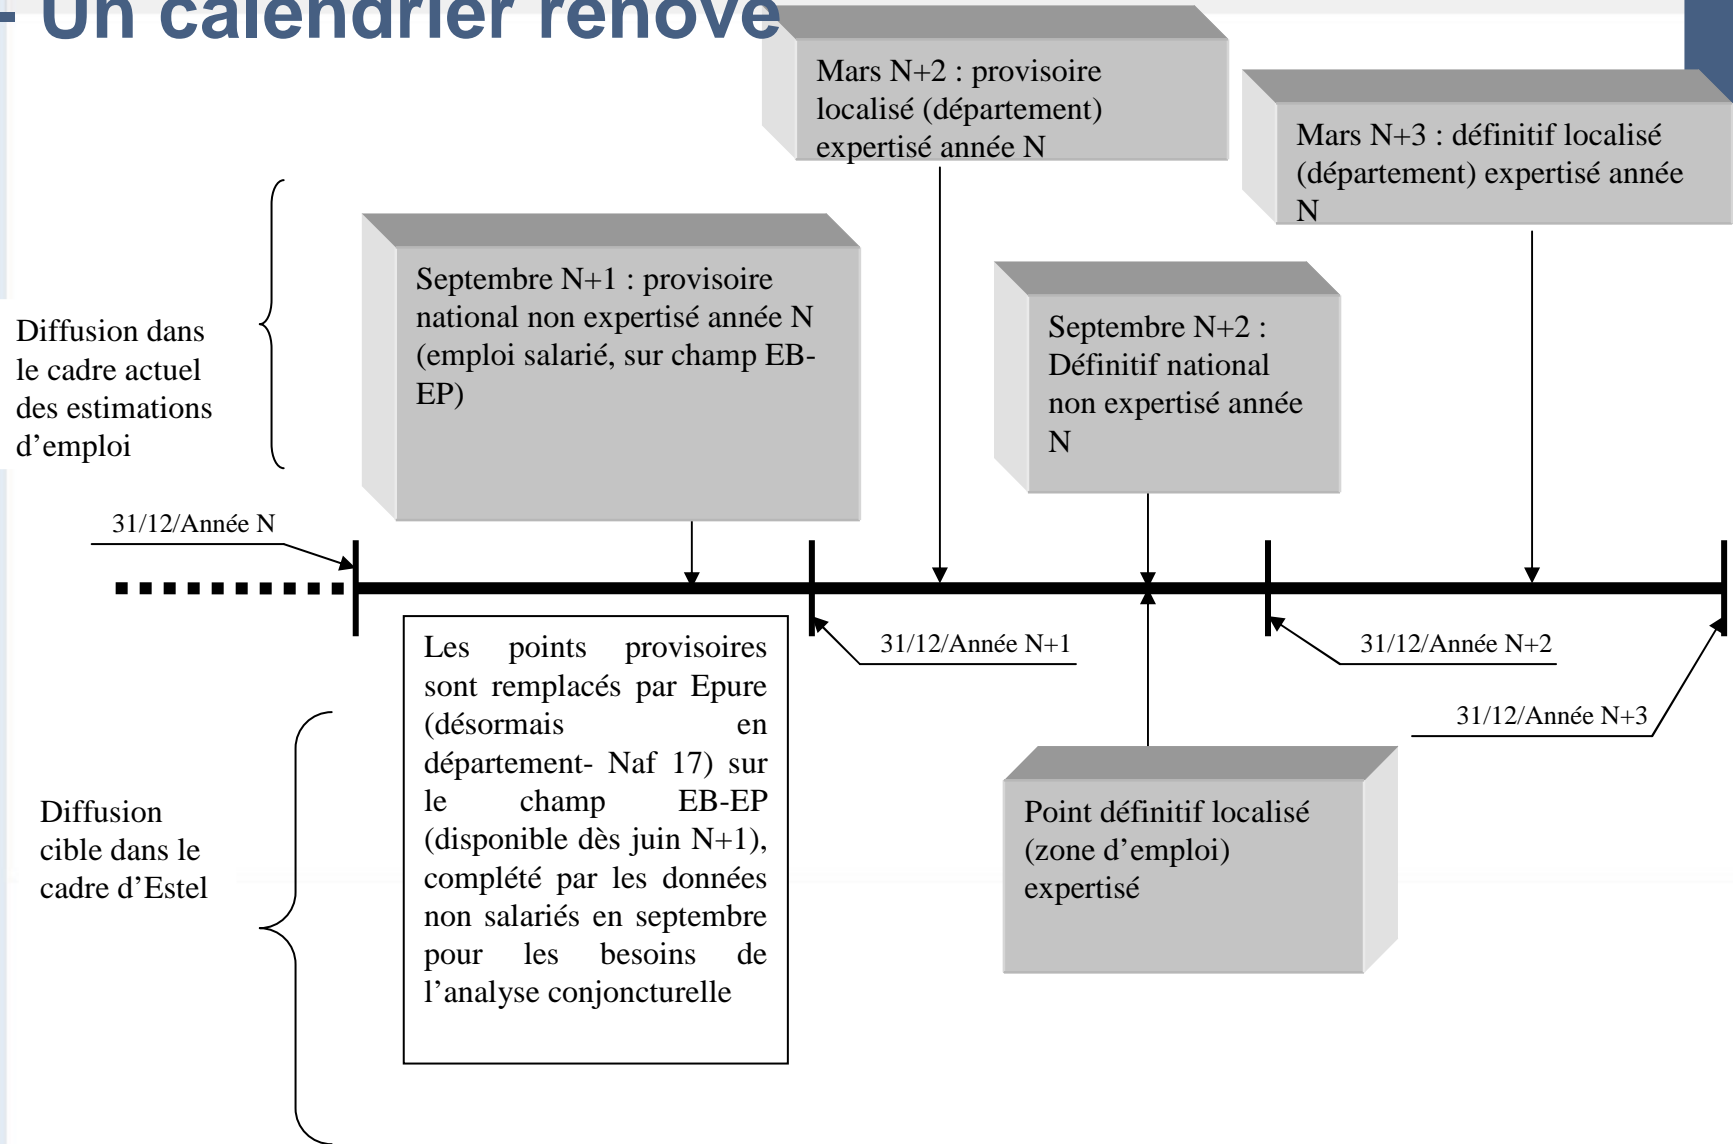 - Un calendrier rénové
Mars N+2 : provisoire
localisé (département)
expertisé année N
Mars N+3 : définitif localisé
(département) expertisé année
N
Septembre N+1 : provisoire
national non expertisé année N
(emploi salarié, sur champ EB-
EP)
Septembre N+2 :
Définitif national
non expertisé année
N
Diffusion dans
le cadre actuel
des estimations
d’emploi
31/12/Année N
31/12/Année N+1
31/12/Année N+2
31/12/Année N+3
Les points provisoires
sont remplacés par Epure
(désormais en
département- Naf 17) sur
le champ EB-EP
(disponible dès juin N+1),
complété par les données
non salariés en septembre
pour les besoins de
l’analyse conjoncturelle
Point définitif localisé
(zone d’emploi)
expertisé
Diffusion
cible dans le
cadre d’Estel